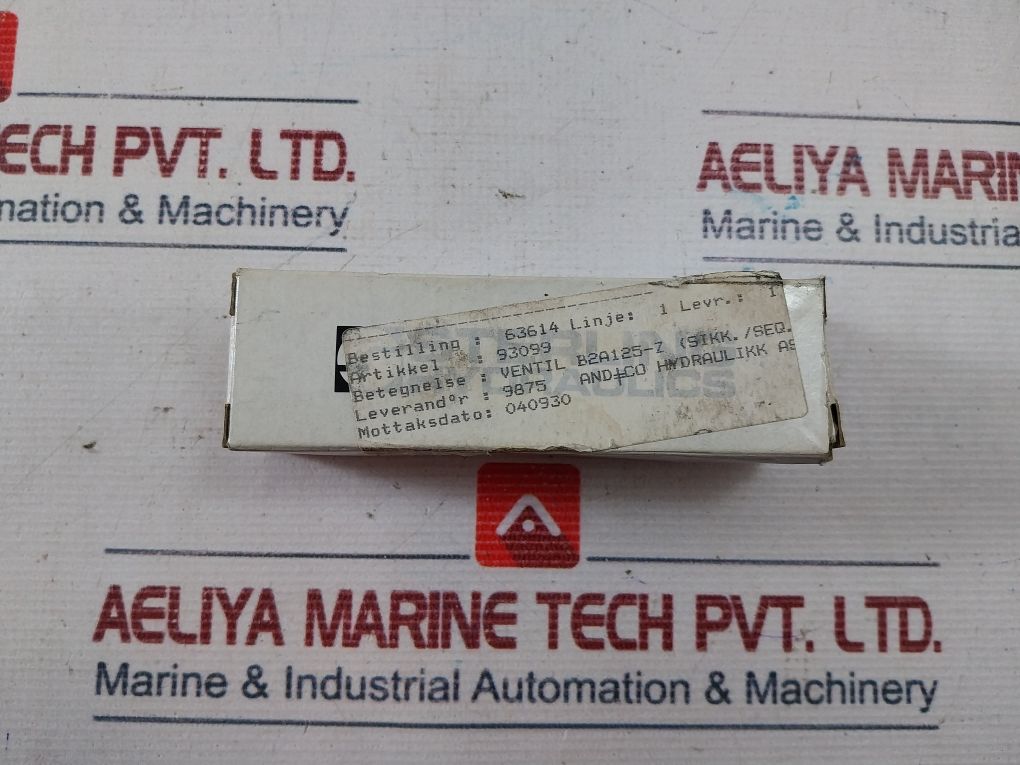 ECH PVT. LTD.
mation & Machinery
AELIYA MARIN
Marine & Industria
Bestilling : 63614 Linje: 1 Levr.: 1
Artikkel : 93099
Betegnelse : VENTIL B2A125-Z (SIKK./SEQ.
Leverandºr : 9875 AND+CO HYDRAULIKK AS
Mottaksdato: 040930
HYDRAULICS
AELIYA MARINE TECH PVT. LTD.
Marine & Industrial Automation & Machinery